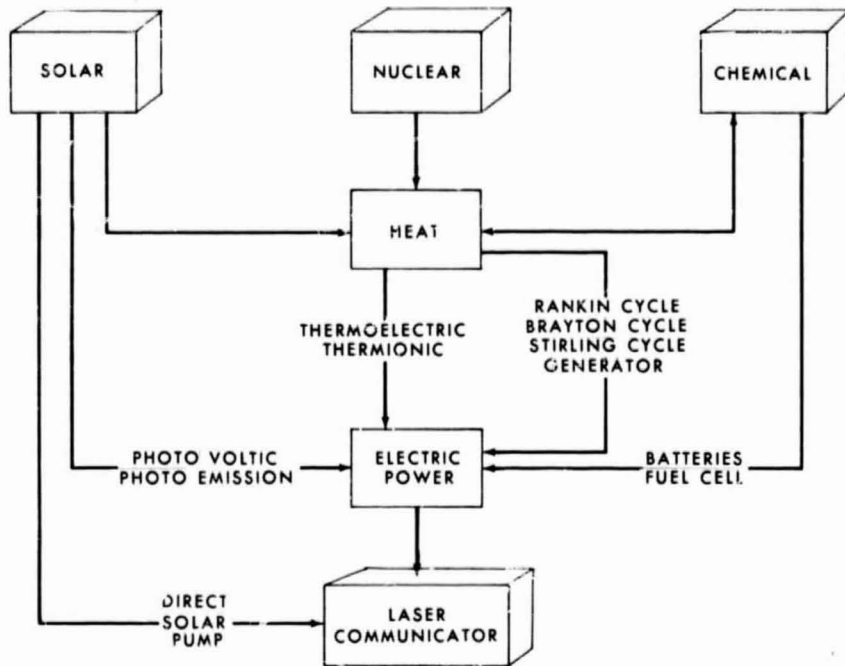 SOLAR
NUCLEAR
CHEMICAL
HEAT
THERMOELECTRIC
THERMIONIC
RANKIN CYCLE
BRAYTON CYCLE
STIRLING CYCLE
GENERATOR
PHOTO VOLTIC
PHOTO EMISSION
ELECTRIC
POWER
BATTERIES
FUEL CELL
DIRECT
SOLAR
PUMP
LASER
COMMUNICATOR